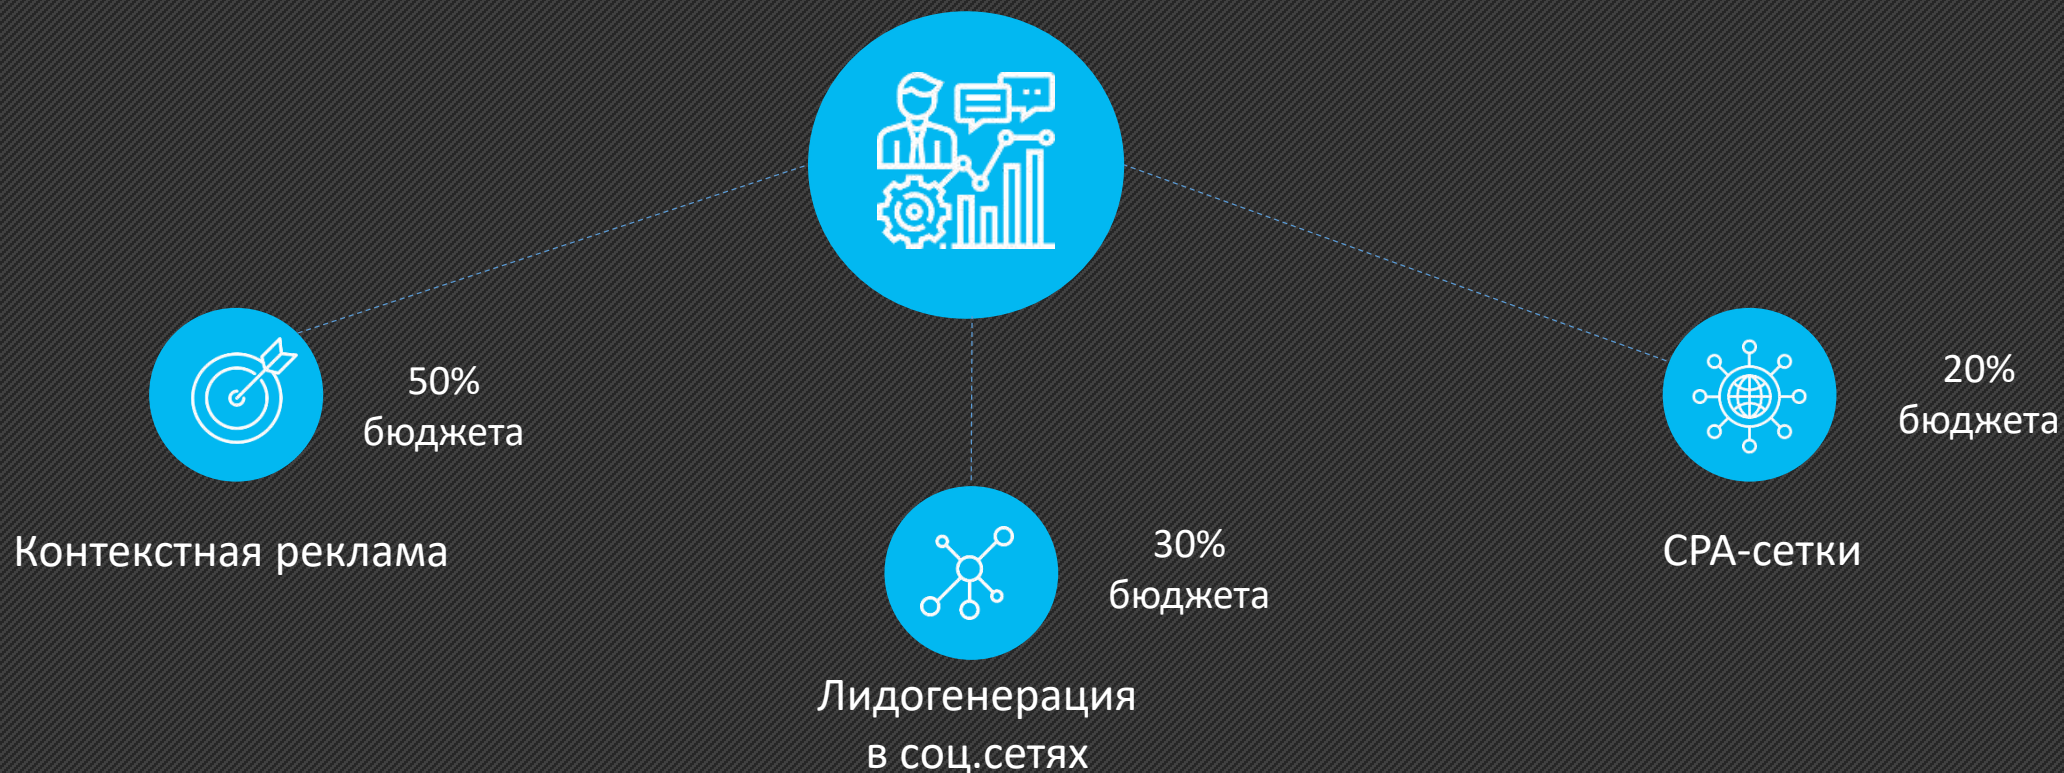 50%
бюджета
Контекстная реклама
30%
бюджета
Лидогенерация
в соц.сетях
20%
бюджета
CPA-сетки